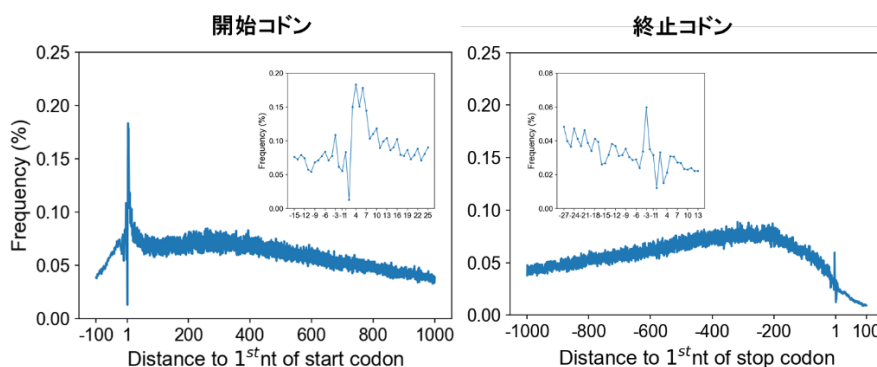 開始コドン
0.25
0.20
0.15
0.10
0.05
0.00
Frequency (%)
-100 1 200 400 600 800 1000
Distance to 1stnt of start codon
0.20
0.15
0.10
0.05
0.00
Frequency (%)
-15-12 -9 -6 -3-1 1 4 7 10 13 16 19 22 25
終止コドン
0.25
0.20
0.15
0.10
0.05
0.00
-1000 -800 -600 -400 -200 1 100
Distance to 1stnt of stop codon
0.08
0.06
0.04
0.02
0.00
Frequency (%)
-27-24-21-18-15-12 -9 -6 -3-1 1 4 7 10 13